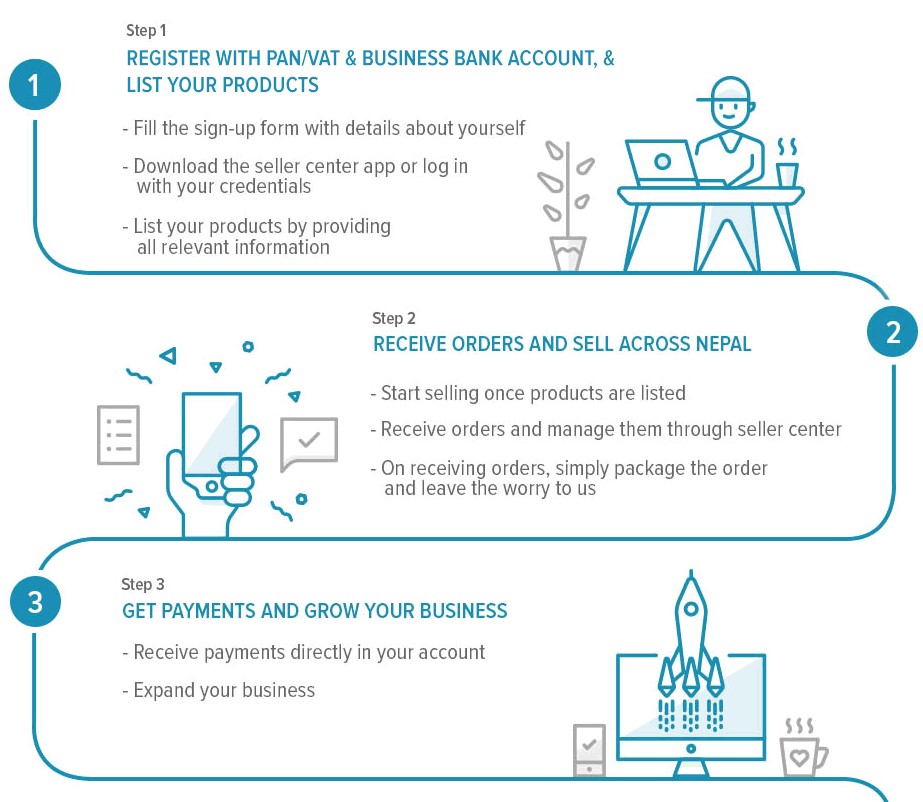 Step 1
REGISTER WITH PAN/VAT & BUSINESS BANK ACCOUNT, &
LIST YOUR PRODUCTS
1
- Fill the sign-up form with details about yourself
- Download the seller center app or log in
with your credentials
- List your products by providing
all relevant information
Step 2
RECEIVE ORDERS AND SELL ACROSS NEPAL
2
- Start selling once products are listed
- Receive orders and manage them through seller center
- On receiving orders, simply package the order
and leave the worry to us
Step 3
3
GET PAYMENTS AND GROW YOUR BUSINESS
- Receive payments directly in your account
- Expand your business